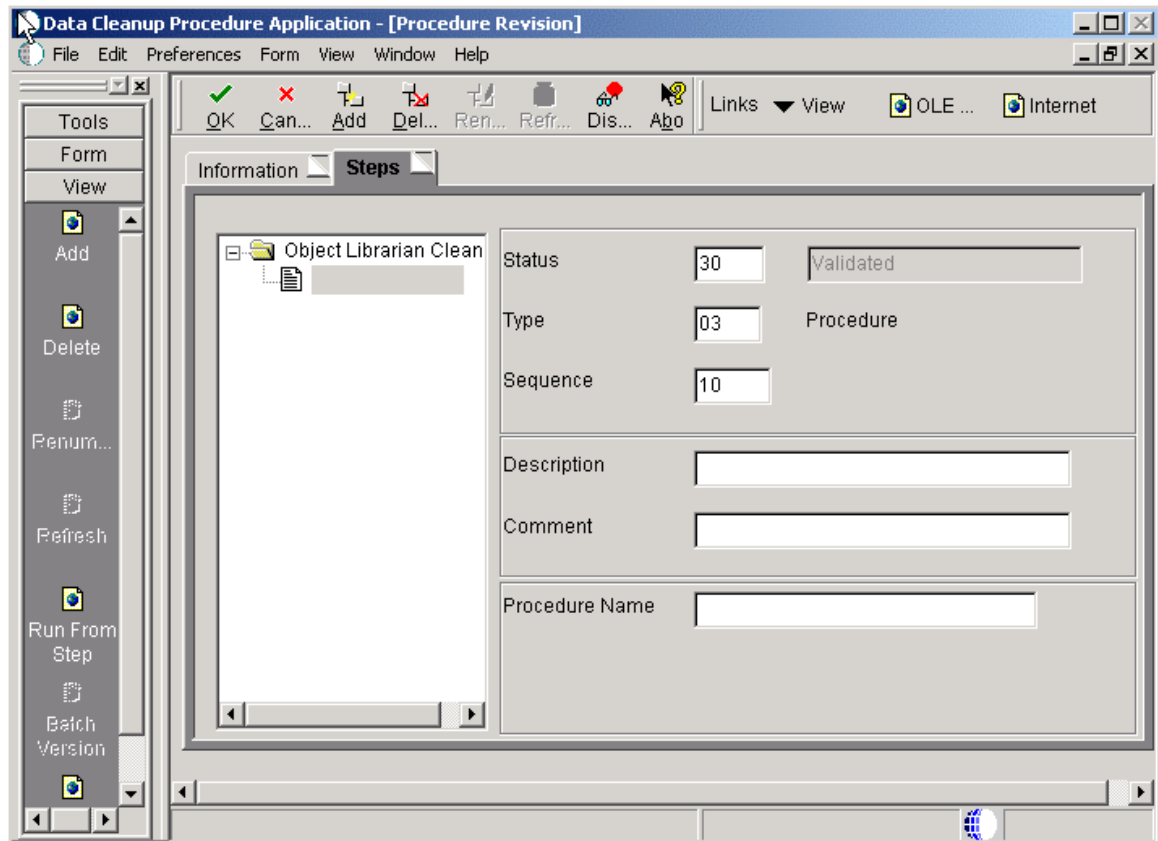 Data Cleanup Procedure Application - [Procedure Revision]
File Edit Preferences Form View Window Help
OK Can... Add Del... Ren... Refr... Dis... Abo Links View OLE ... Internet
Tools
Form
View
Add
Delete
Renum...
Refresh
Run From
Step
Batch
Version
Information Steps
Object Librarian Clean
Status 30 Validated
Type 03 Procedure
Sequence 10
Description
Comment
Procedure Name